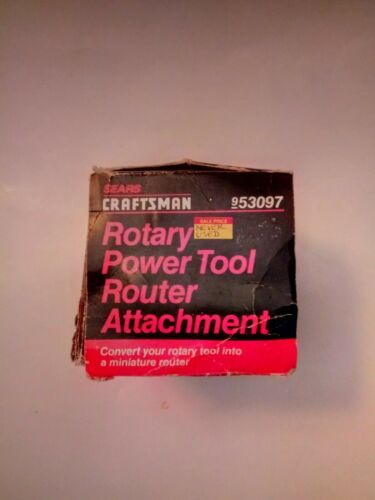 SEARS
CRAFTSMAN
953097
Rotary
SALE PRICE
NEVER
USED
Power Tool
Router
Attachment
Convert your rotary tool into
a miniature router